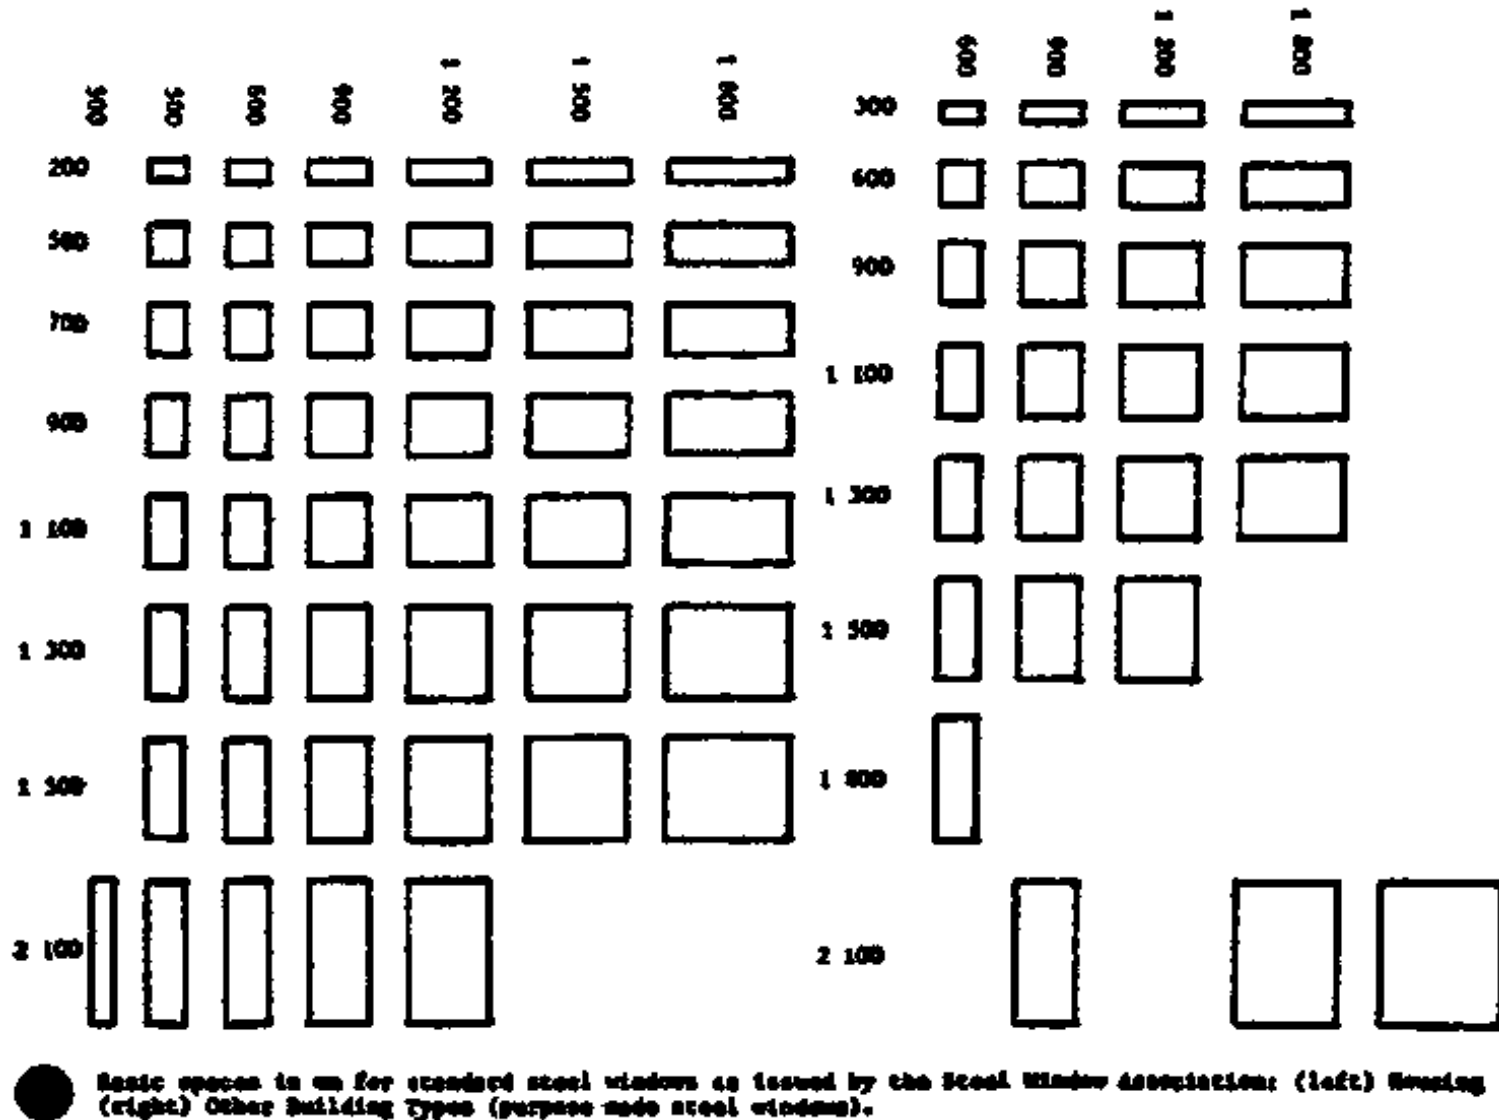 600 900 1 200 1 800
300 500 600 900 1 200 1 500 1 800
300
200
600
500
900
700
1 100
900
1 300
1 100
1 500
1 300
1 800
1 500
2 100 2 100
Basic spaces in mm for standard steel windows as issued by the Steel Window Association: (left) Housing
(right) Other Building Types (purpose made steel windows).